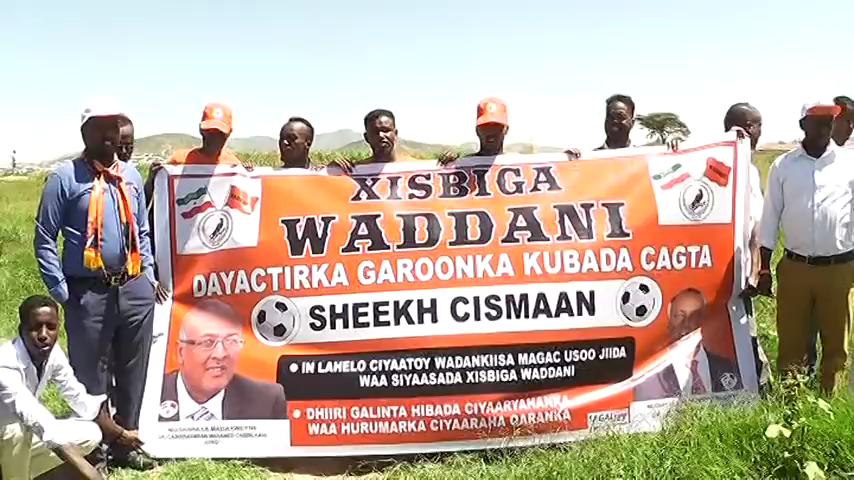 XISBIGA
WADDANI
DAYACTIRKA GAROONKA KUBADA CAGTA
SHEEKH CISMAAN
IN LAHELO CIYAATOY WADANKIISA MAGAC USOO JIIDA
WAA SIYAASADA XISBIGA WADDANI
DHIIRI GALINTA HIBADA CIYAARYAHANKA
WAA HURUMARKA CIYAARAHA QARANKA